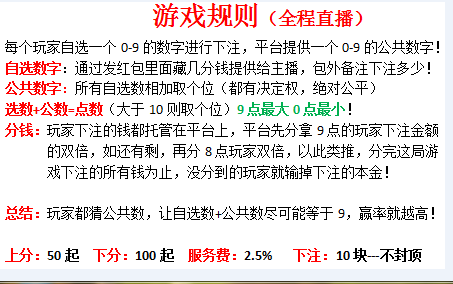 游戏规则（全程直播）
每个玩家自选一个 0-9 的数字进行下注，平台提供一个 0-9 的公共数字！
自选数字：通过发红包里面藏几分钱提供给主播，包外备注下注多少！
公共数字：所有自选数相加取个位（都有决定权，绝对公平）
选数+公数=点数（大于 10 则取个位）9 点最大 0 点最小！
分钱：玩家下注的钱都托管在平台上，平台先分拿 9 点的玩家下注金额
的双倍，如还有剩，再分 8 点玩家双倍，以此类推，分完这局游
戏下注的所有钱为止，没分到的玩家就输掉下注的本金！
总结：玩家都猜公共数，让自选数+公共数尽可能等于 9，赢率就越高！
上分：50 起 下分：100 起 服务费：2.5% 下注：10 块---不封顶